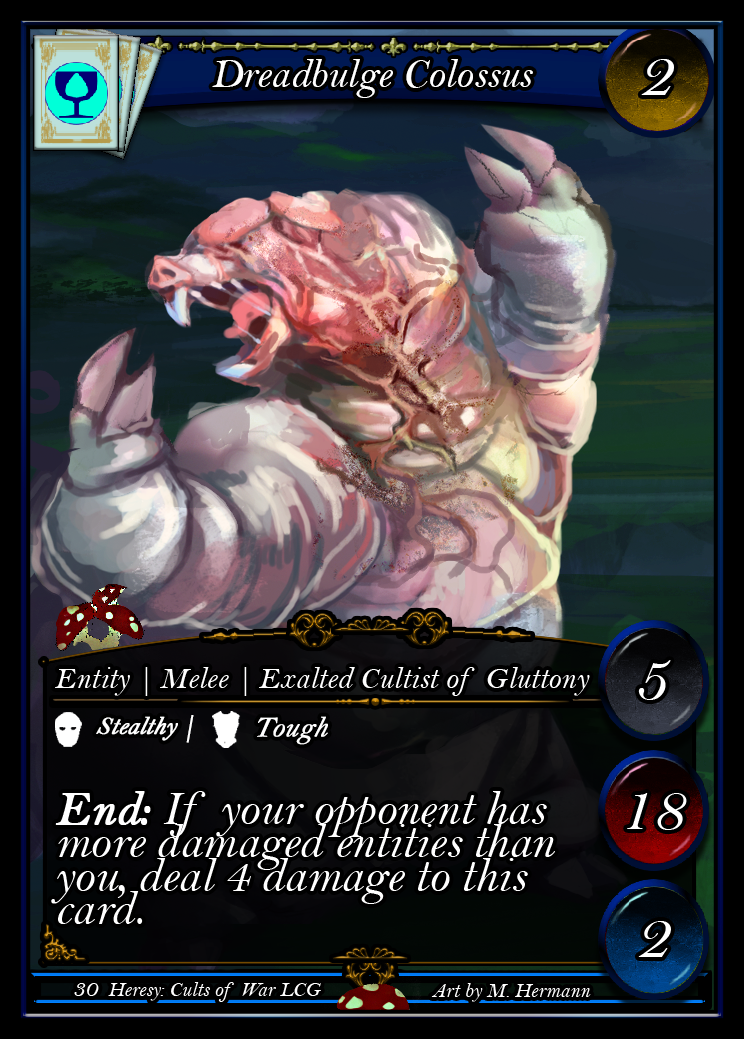 Dreadbulge Colossus
2
Entity | Melee | Exalted Cultist of Gluttony
5
Stealthy | Tough
End: If your opponent has
more damaged entities than
you, deal 4 damage to this
card.
18
2
30 Heresy: Cults of War LCG
Art by M. Hermann